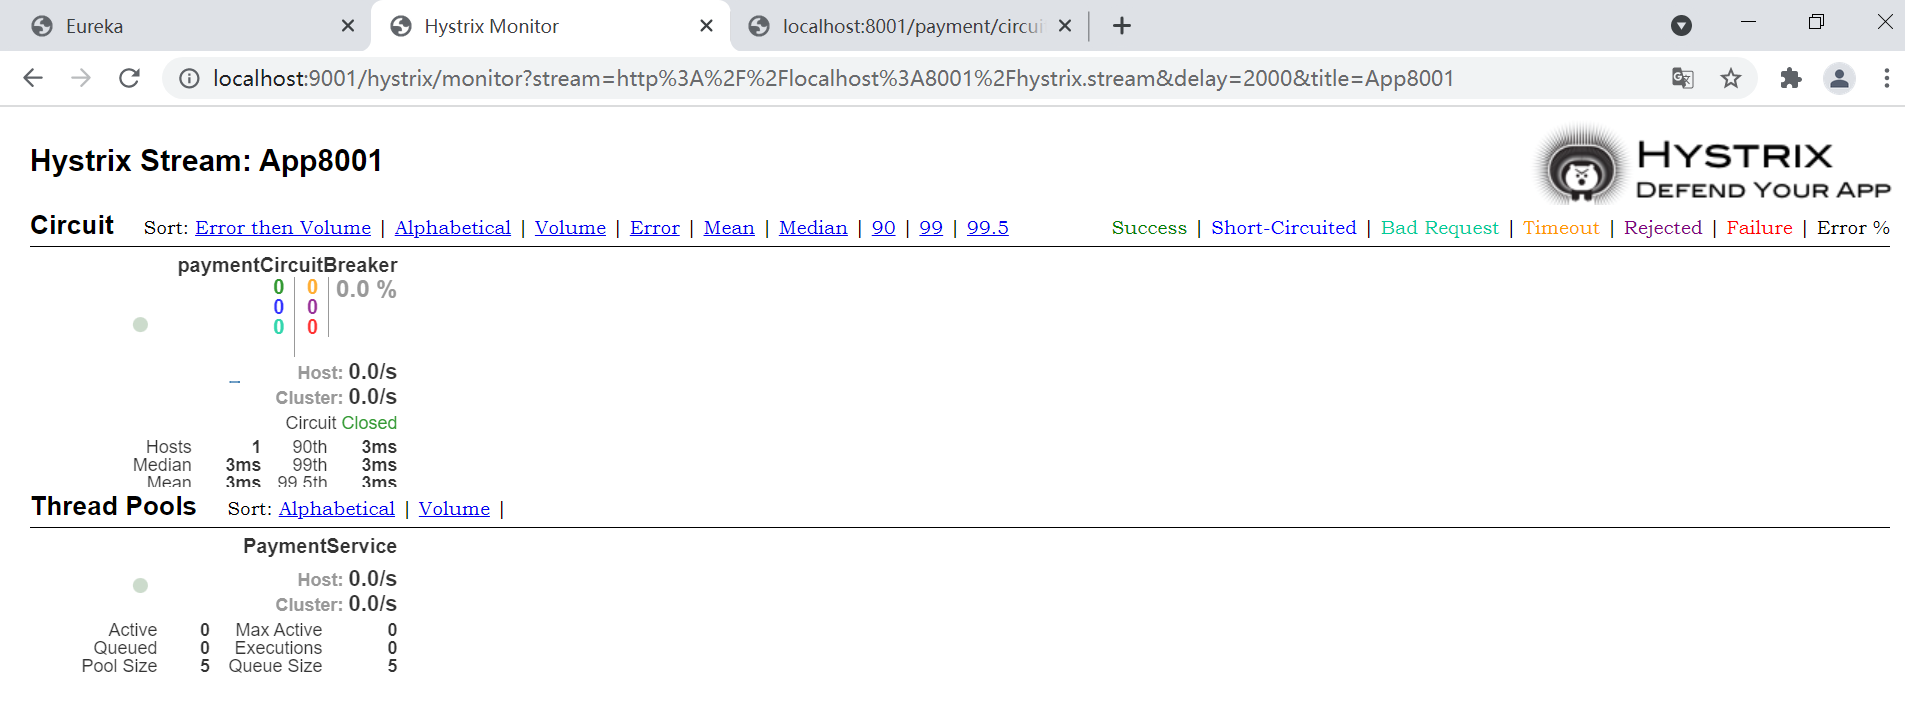 Eureka
Hystrix Monitor
localhost:8001/payment/circui
localhost:9001/hystrix/monitor?stream=http%3A%2F%2Flocalhost%3A8001%2Fhystrix.stream&delay=2000&title=App8001
Hystrix Stream: App8001
HYSTRIX
DEFEND YOUR APP
Circuit Sort: Error then Volume | Alphabetical | Volume | Error | Mean | Median | 90 | 99 | 99.5 Success | Short-Circuited | Bad Request | Timeout | Rejected | Failure | Error %
paymentCircuitBreaker
0 0 0.0 %
0 0
0 0
Host: 0.0/s
Cluster: 0.0/s
Circuit Closed
Hosts 1 90th 3ms
Median 3ms 99th 3ms
Mean 3ms 99.5th 3ms
Thread Pools Sort: Alphabetical | Volume |
PaymentService
Host: 0.0/s
Cluster: 0.0/s
Active 0 Max Active 0
Queued 0 Executions 0
Pool Size 5 Queue Size 5